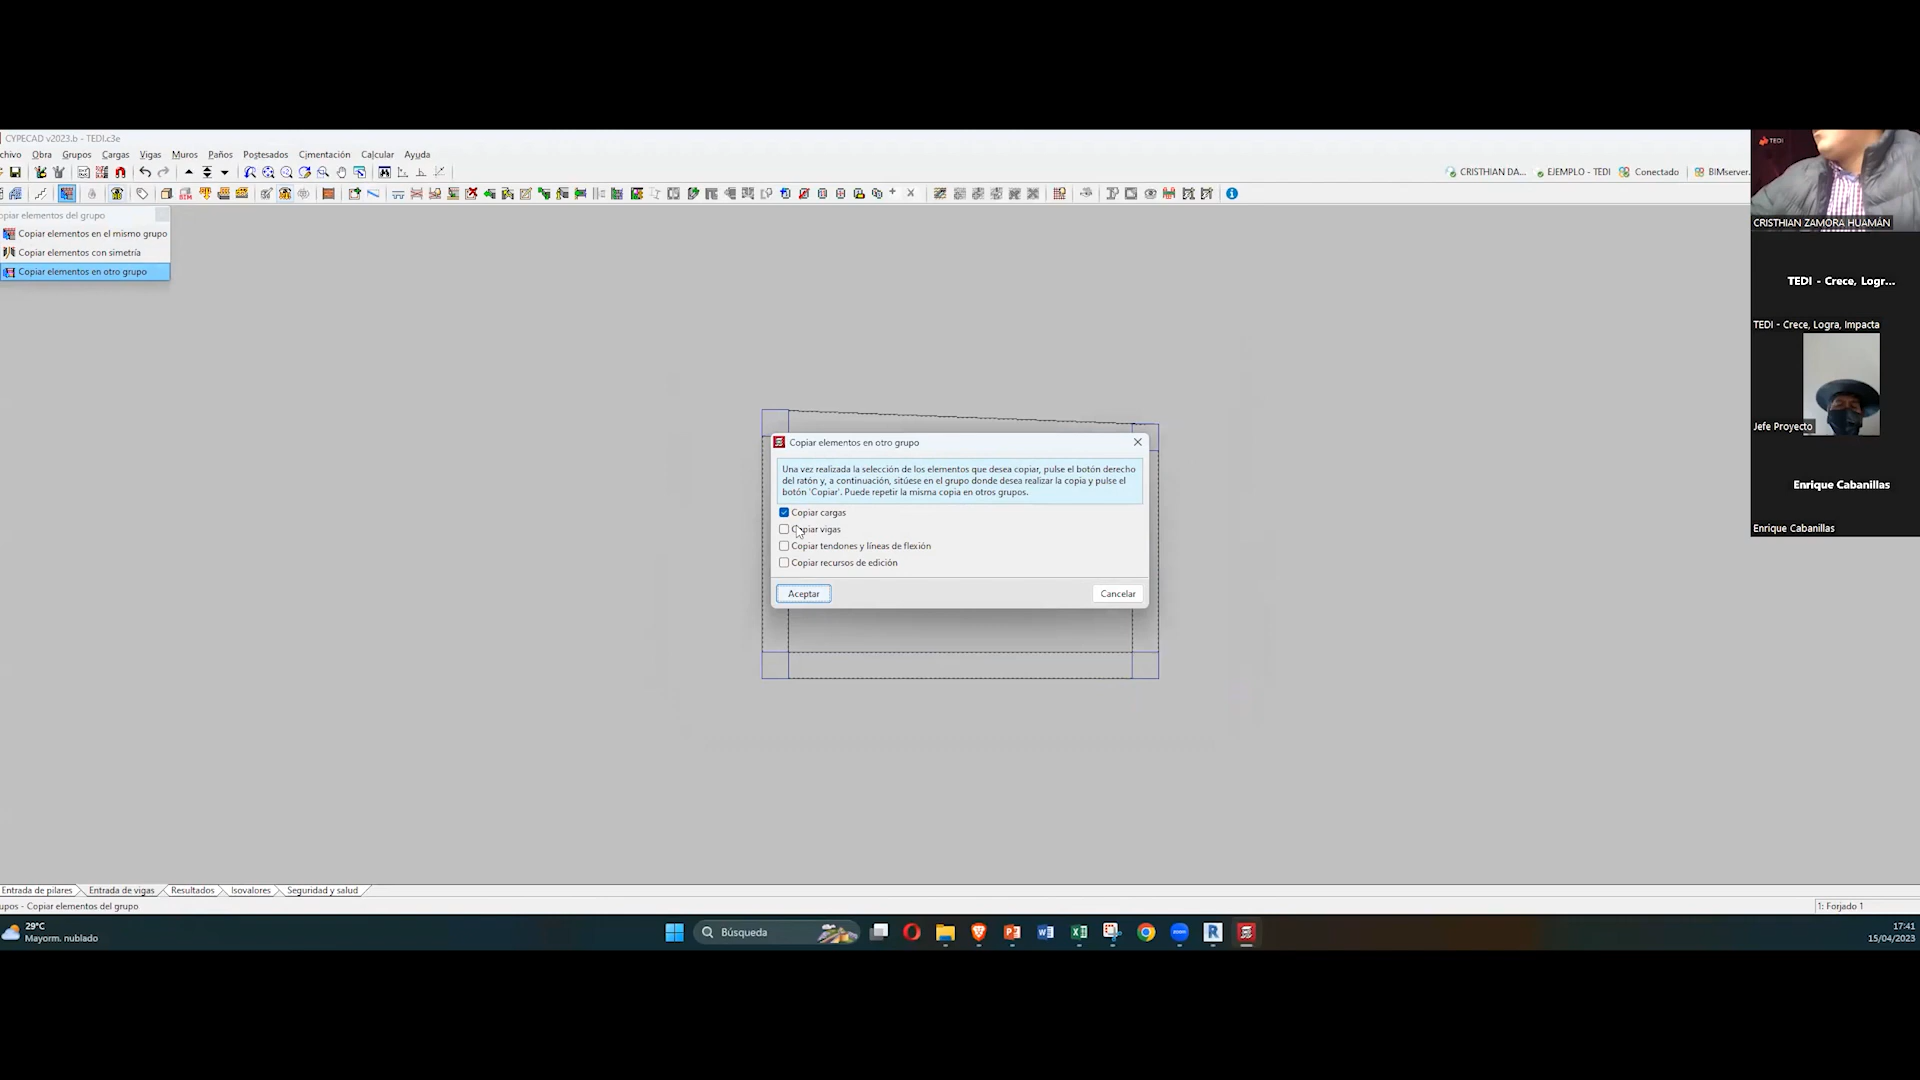 CYPECAD v2023.b - TEDI.c3e
chivo Obra Grupos Cargas Vigas Muros Paños Postesados Cimentación Calcular Ayuda
CRISTHIAN DA... EJEMPLO - TEDI Conectado BIMserver.
BIM
opiar elementos del grupo
Copiar elementos en el mismo grupo
Copiar elementos con simetría
Copiar elementos en otro grupo
TEDI
CRISTHIAN ZAMORA HUAMÁN
TEDI - Crece, Logr...
TEDI - Crece, Logra, Impacta
Jefe Proyecto
Enrique Cabanillas
Enrique Cabanillas
Copiar elementos en otro grupo
Una vez realizada la selección de los elementos que desea copiar, pulse el botón derecho
del ratón y, a continuación, sitúese en el grupo donde desea realizar la copia y pulse el
botón 'Copiar'. Puede repetir la misma copia en otros grupos.
Copiar cargas
Copiar vigas
Copiar tendones y líneas de flexión
Copiar recursos de edición
Aceptar Cancelar
Entrada de pilares Entrada de vigas Resultados Isovalores Seguridad y salud
upos - Copiar elementos del grupo
1: Forjado 1
29°C
Mayorm. nublado
Búsqueda
17:41
15/04/2023